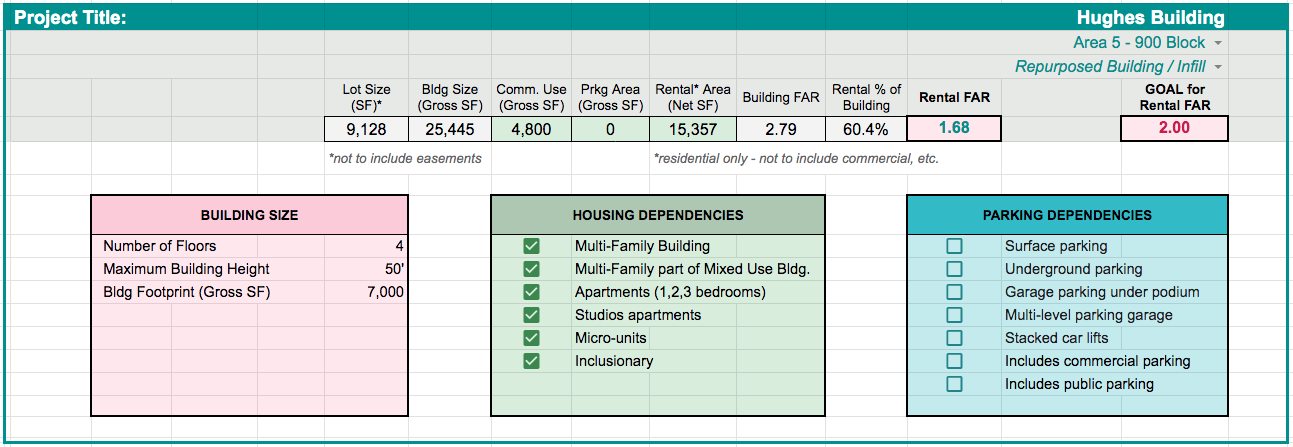 Project Title: Hughes Building
Area 5 - 900 Block
Repurposed Building / Infill
Lot Size (SF)* Bldg Size (Gross SF) Comm. Use (Gross SF) Prkg Area (Gross SF) Rental* Area (Net SF) Building FAR Rental % of Building Rental FAR GOAL for Rental FAR
9,128 25,445 4,800 0 15,357 2.79 60.4% 1.68 2.00
*not to include easements *residential only - not to include commercial, etc.
BUILDING SIZE
Number of Floors 4
Maximum Building Height 50'
Bldg Footprint (Gross SF) 7,000
HOUSING DEPENDENCIES
Multi-Family Building
Multi-Family part of Mixed Use Bldg.
Apartments (1,2,3 bedrooms)
Studios apartments
Micro-units
Inclusionary
PARKING DEPENDENCIES
Surface parking
Underground parking
Garage parking under podium
Multi-level parking garage
Stacked car lifts
Includes commercial parking
Includes public parking